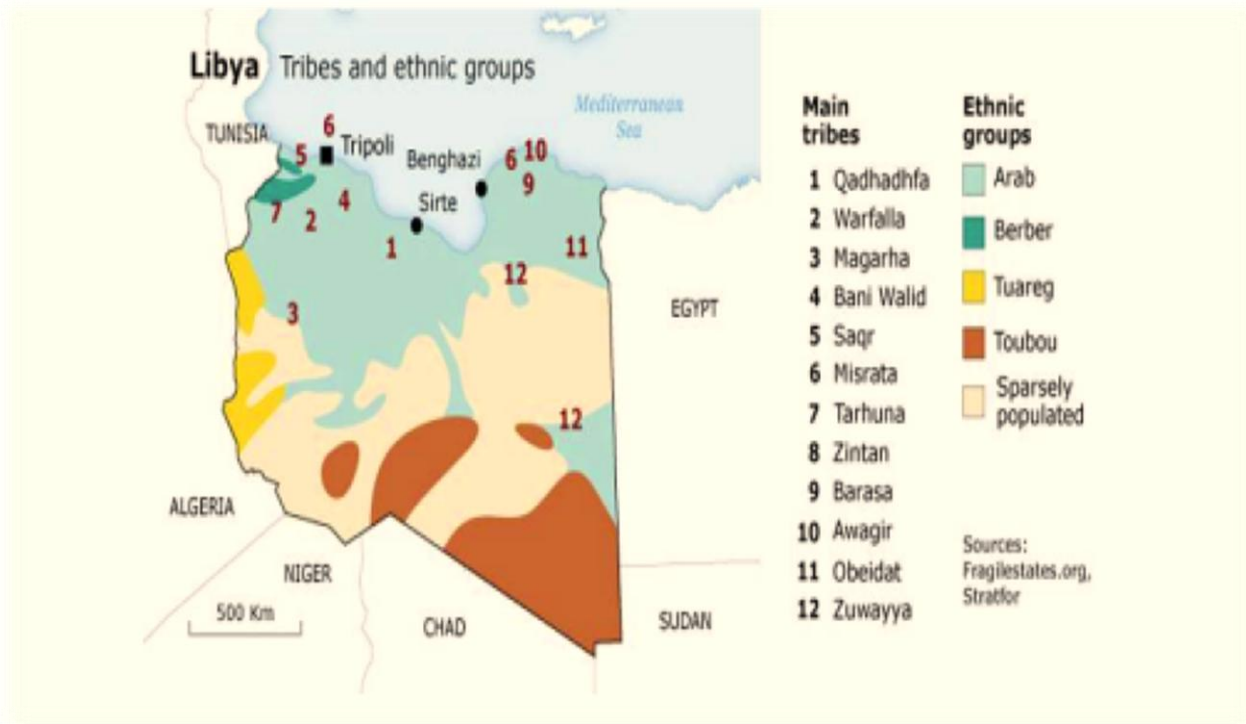 Libya Tribes and ethnic groups
Mediterranean
Sea
TUNISIA
6
5
Tripoli
Benghazi
6
10
9
7
2
4
Sirte
1
11
12
3
EGYPT
12
ALGERIA
NIGER
500 Km
CHAD
SUDAN
Main
tribes
1 Qadhadhfa
2 Warfalla
3 Magarha
4 Bani Walid
5 Saqr
6 Misrata
7 Tarhuna
8 Zintan
9 Barasa
10 Awagir
11 Obeidat
12 Zuwayya
Ethnic
groups
Arab
Berber
Tuareg
Toubou
Sparsely
populated
Sources:
Fragilestates.org,
Stratfor